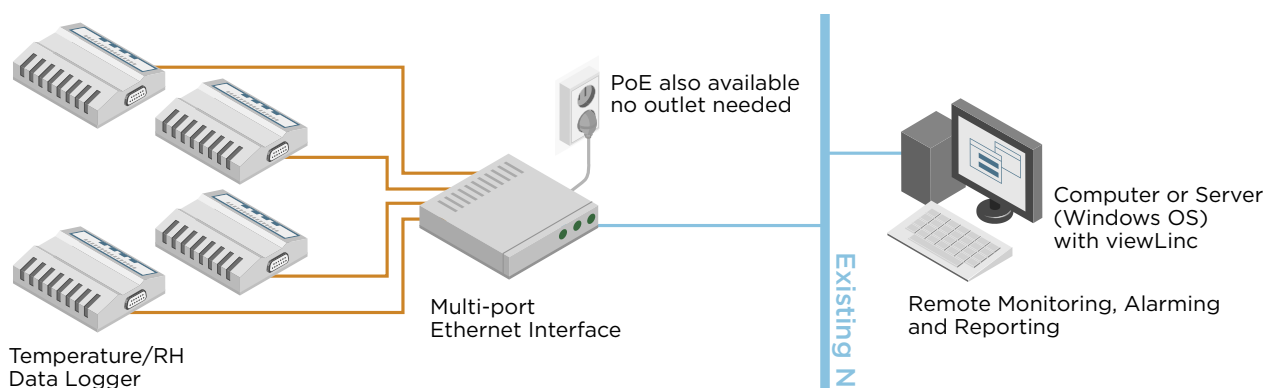 PoE also available
no outlet needed
Computer or Server
(Windows OS)
with viewLinc
Existing N
Multi-port
Ethernet Interface
Remote Monitoring, Alarming
and Reporting
Temperature/RH
Data Logger